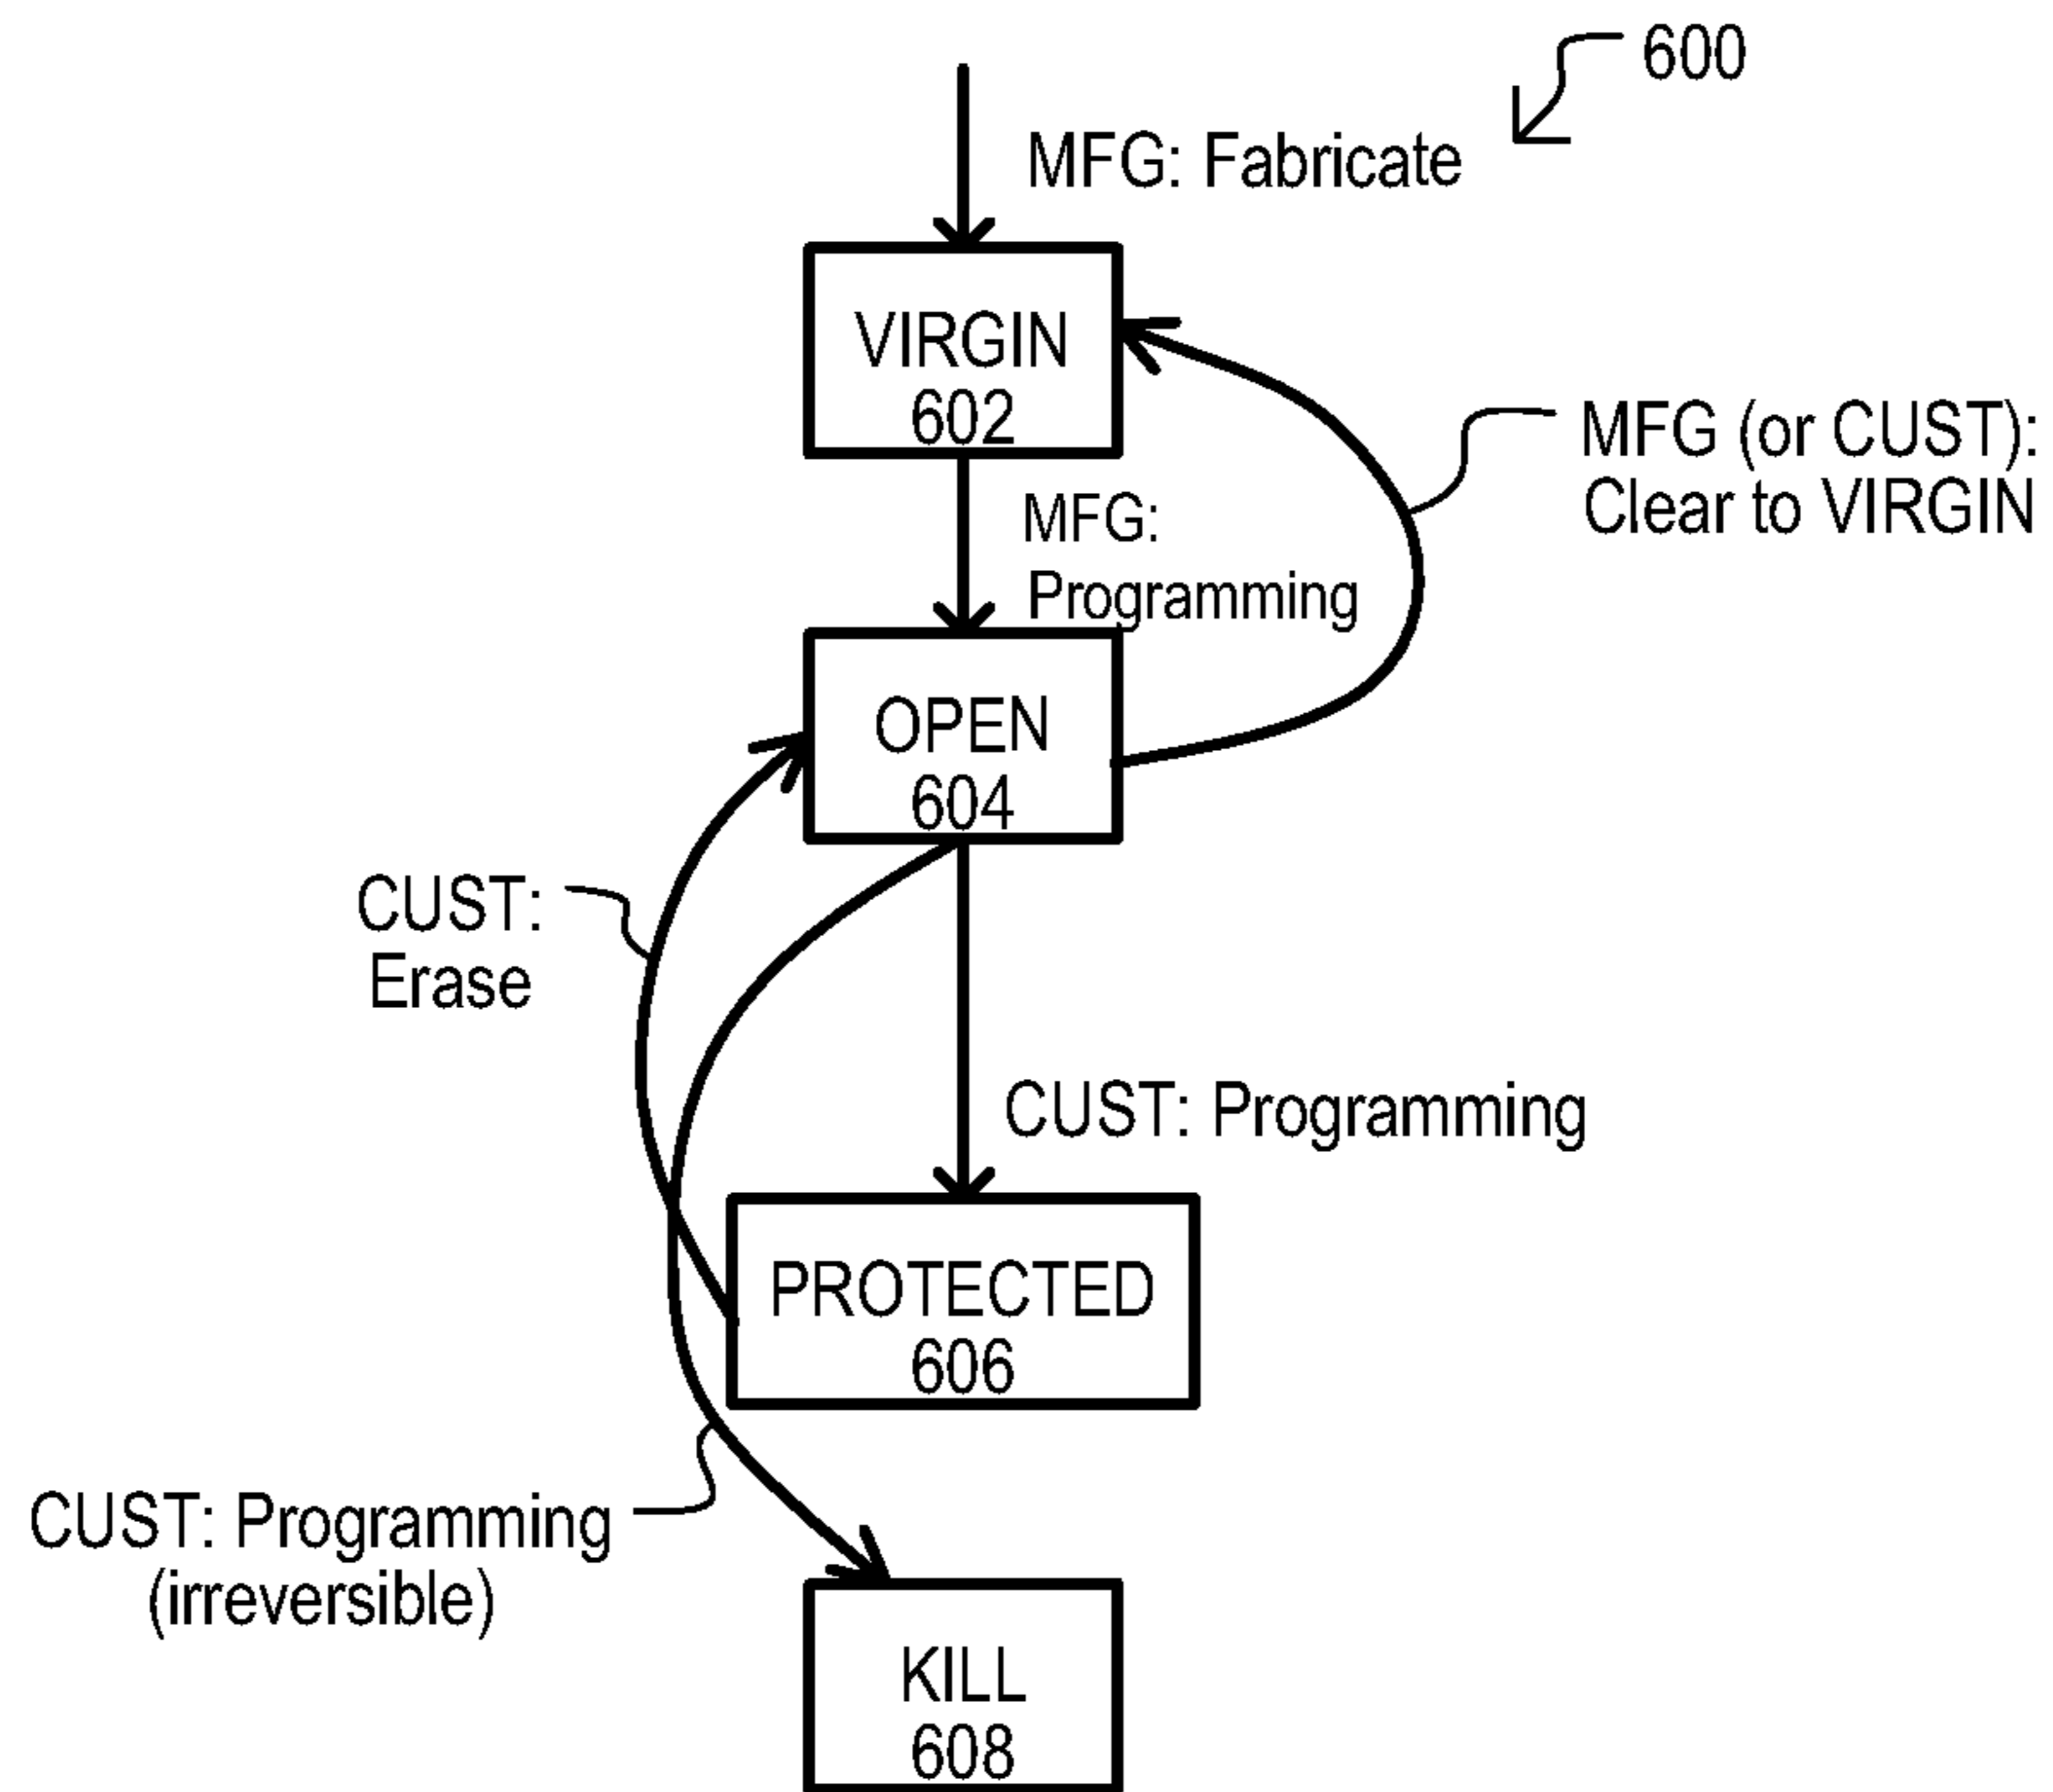 600
MFG: Fabricate
VIRGIN
602
MFG (or CUST):
Clear to VIRGIN
MFG:
Programming
OPEN
604
CUST:
Erase
CUST: Programming
PROTECTED
606
CUST: Programming
(irreversible)
KILL
608